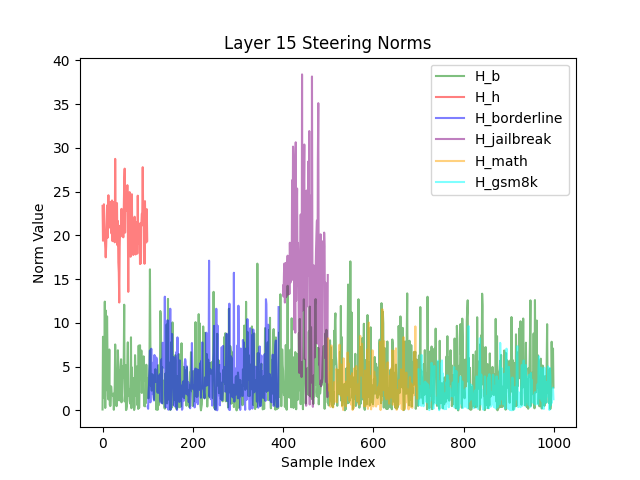 Layer 15 Steering Norms
40
35
30
25
20
15
10
5
0
Norm Value
H_b
H_h
H_borderline
H_jailbreak
H_math
H_gsm8k
0 200 400 600 800 1000
Sample Index